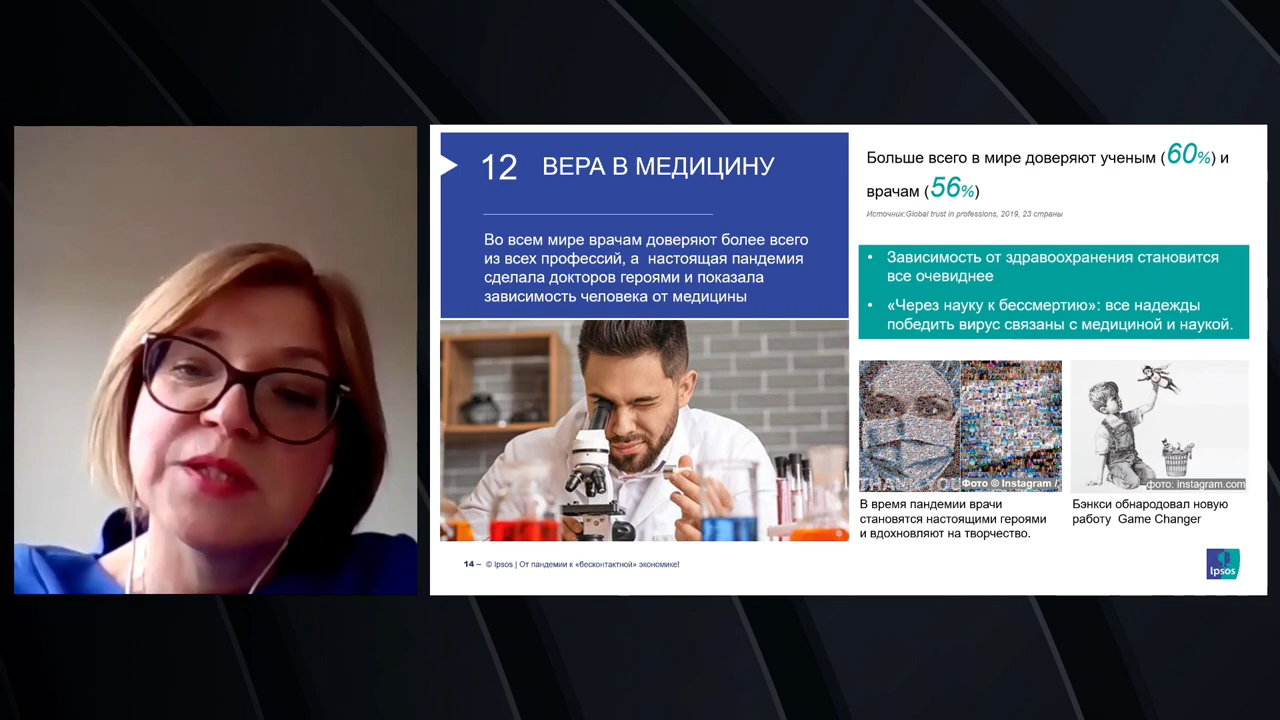 12 ВЕРА В МЕДИЦИНУ
Во всем мире врачам доверяют более всего
из всех профессий, а настоящая пандемия
сделала докторов героями и показала
зависимость человека от медицины
Больше всего в мире доверяют ученым (60%) и
врачам (56%)
Источник:Global trust in professions, 2019, 23 страны
• Зависимость от здравоохранения становится
все очевиднее
• «Через науку к бессмертию»: все надежды
победить вирус связаны с медициной и наукой.
Фото © Instagram /
фото: instagram.com
В время пандемии врачи
становятся настоящими героями
и вдохновляют на творчество.
Бэнкси обнародовал новую
работу Game Changer
14 – © Ipsos | От пандемии к «бесконтактной» экономике!
Ipsos